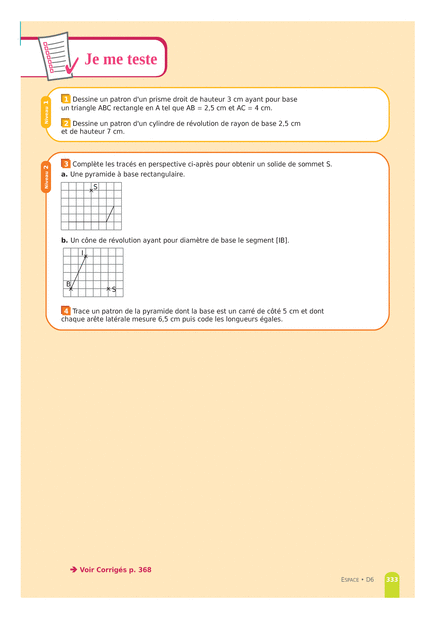 Je me teste
Niveau 1
1 Dessine un patron d'un prisme droit de hauteur 3 cm ayant pour base
un triangle ABC rectangle en A tel que AB = 2,5 cm et AC = 4 cm.
2 Dessine un patron d'un cylindre de révolution de rayon de base 2,5 cm
et de hauteur 7 cm.
Niveau 2
3 Complète les tracés en perspective ci-après pour obtenir un solide de sommet S.
a. Une pyramide à base rectangulaire.
S
b. Un cône de révolution ayant pour diamètre de base le segment [IB].
I
B
S
4 Trace un patron de la pyramide dont la base est un carré de côté 5 cm et dont
chaque arête latérale mesure 6,5 cm puis code les longueurs égales.
➔ Voir Corrigés p. 368
Espace • D6
333